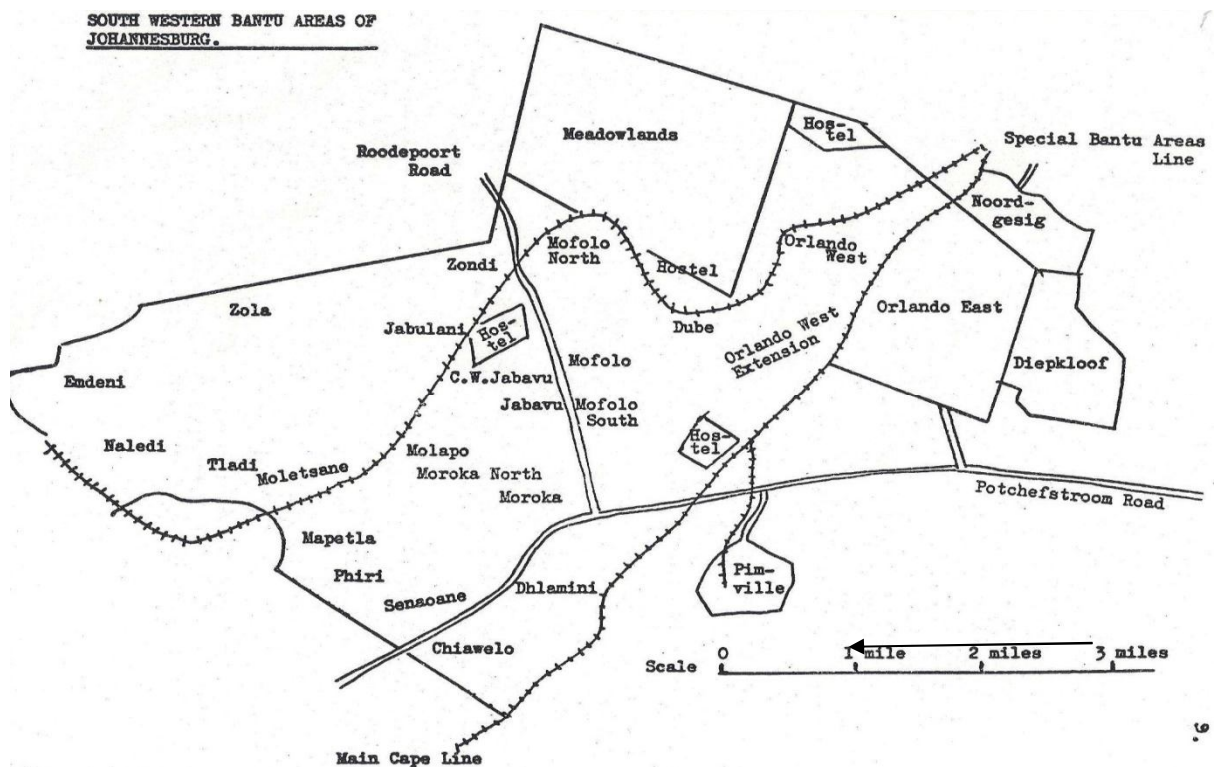 SOUTH WESTERN BANTU AREAS OF
JOHANNESBURG.
Meadowlands
Hos-
tel
Special Bantu Areas
Line
Roodepoort
Road
Noord-
gesig
Mofolo
North
Orlando
West
Zondi
Hostel
Zola
Orlando East
Jabulani
Hos-
tel
Dube
Orlando West
Extension
Mofolo
Diepkloof
Emdeni
C.W.Jabavu
Jabavu
Mofolo
South
Naledi
Hos-
tel
Molapo
Tladi
Moletsane
Moroka North
Moroka
Potchefstroom Road
Mapetla
Phiri
Pim-
ville
Dhlamini
Senaoane
Chiawelo
Scale
0
1 mile
2 miles
3 miles
Main Cape Line
9.